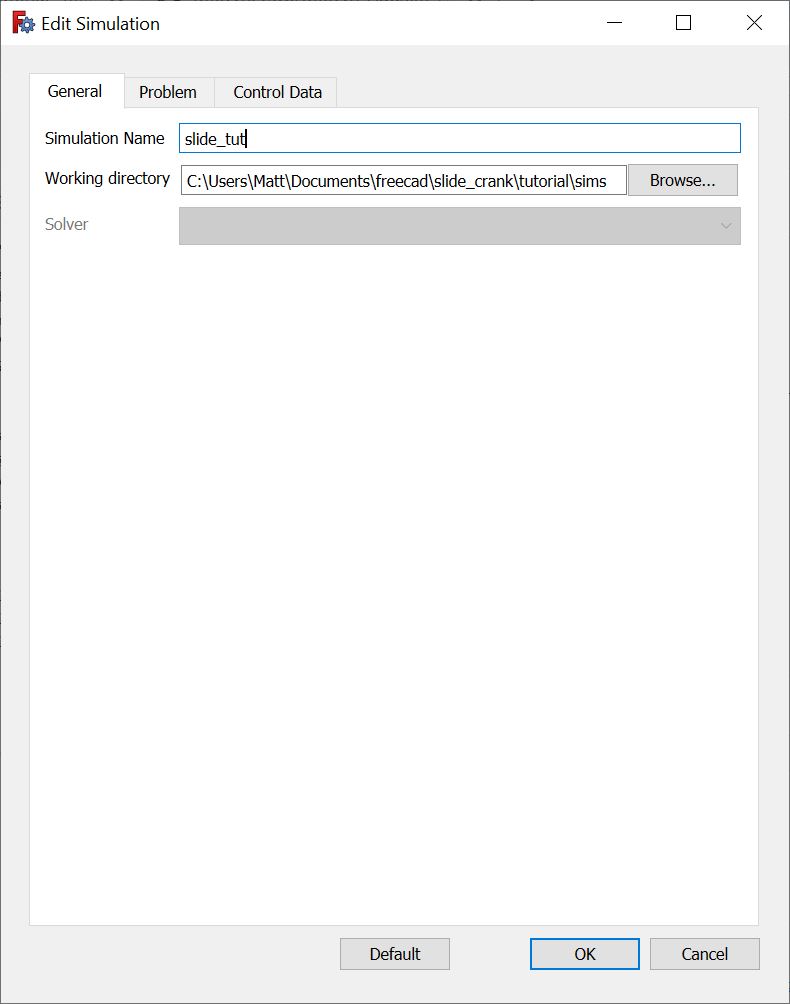 Edit Simulation
General Problem Control Data
Simulation Name slide_tut
Working directory C:\Users\Matt\Documents\freecad\slide_crank\tutorial\sims Browse...
Solver
Default OK Cancel